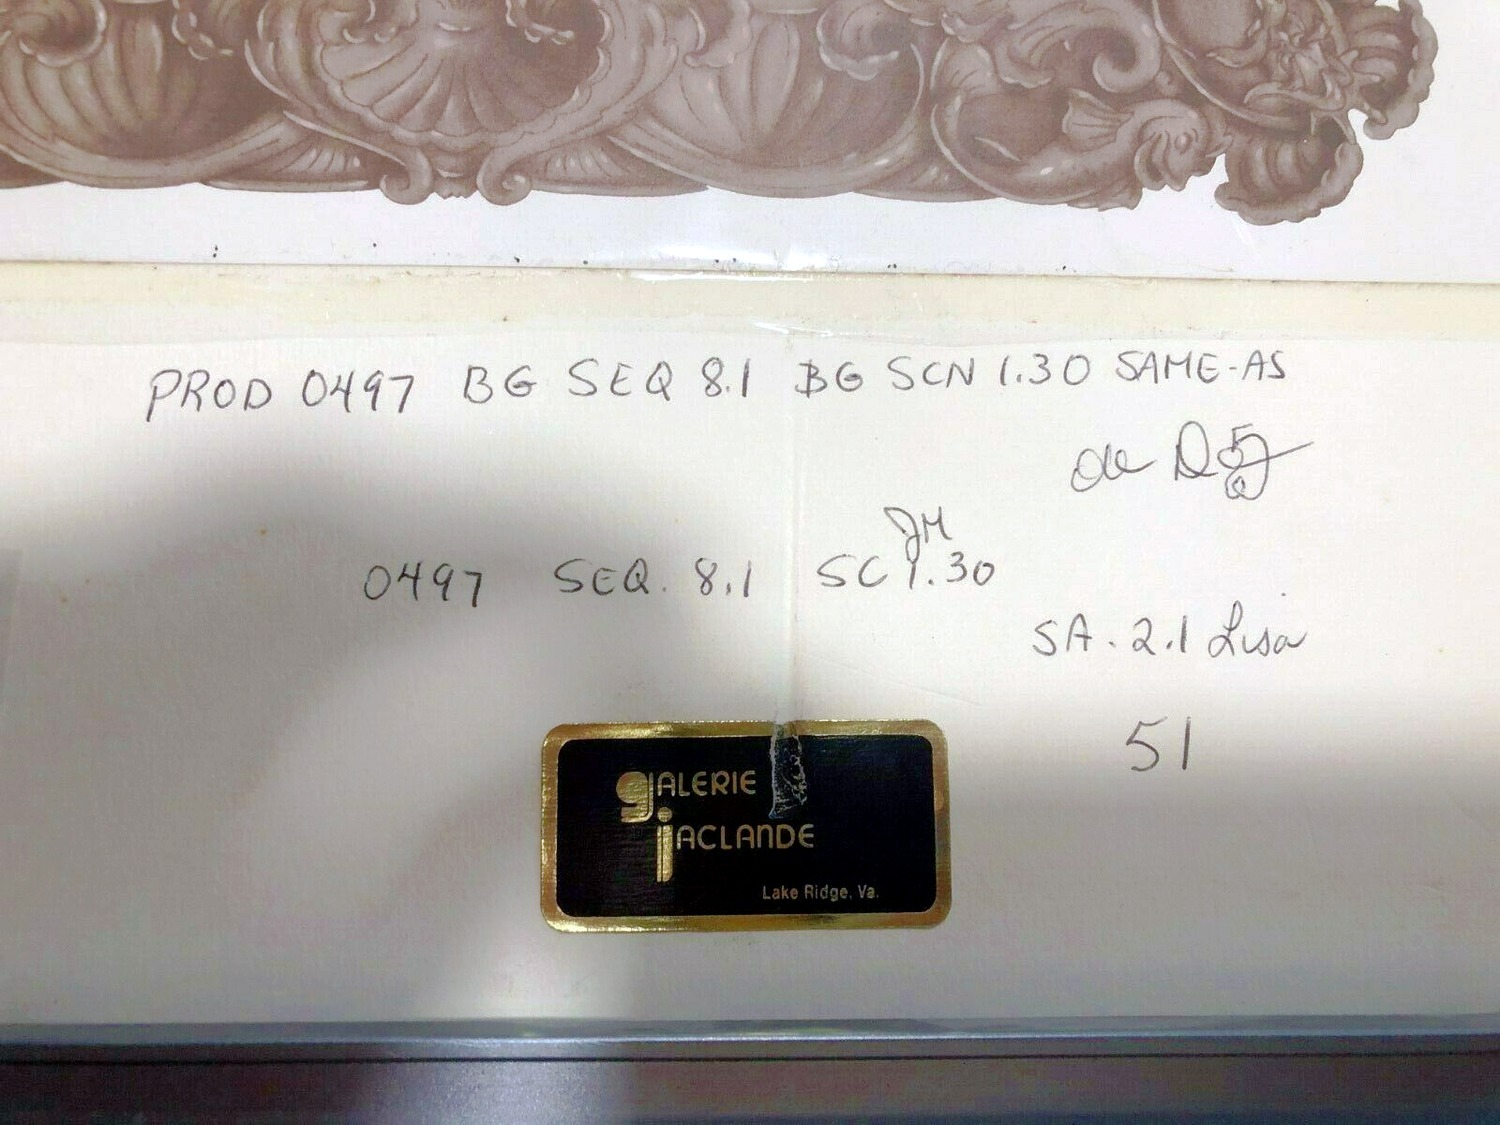 PROD 0497 BG SEQ 8.1 BG SCN 1.30 SAME-AS
JM
0497 SEQ. 8.1 SC 1.30
SA. 2.1 Lisa
51
GALERIE
JACLANDE
Lake Ridge, Va.